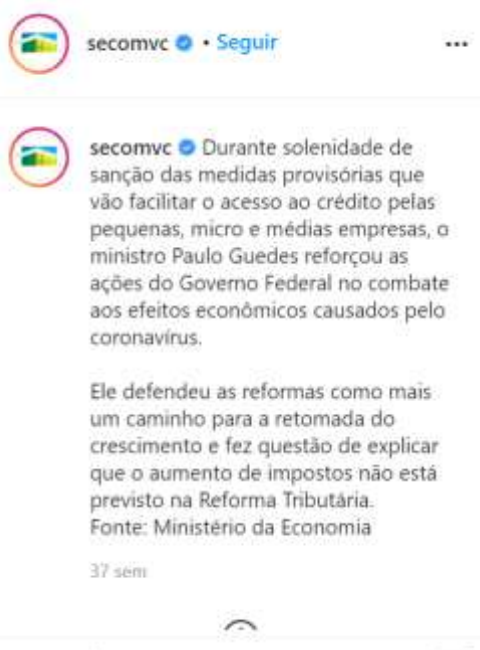 secomvc • Seguir
secomvc Durante solenidade de
sanção das medidas provisórias que
vão facilitar o acesso ao crédito pelas
pequenas, micro e médias empresas, o
ministro Paulo Guedes reforçou as
ações do Governo Federal no combate
aos efeitos econômicos causados pelo
coronavírus.
Ele defendeu as reformas como mais
um caminho para a retomada do
crescimento e fez questão de explicar
que o aumento de impostos não está
previsto na Reforma Tributária.
Fonte: Ministério da Economia
37 sem